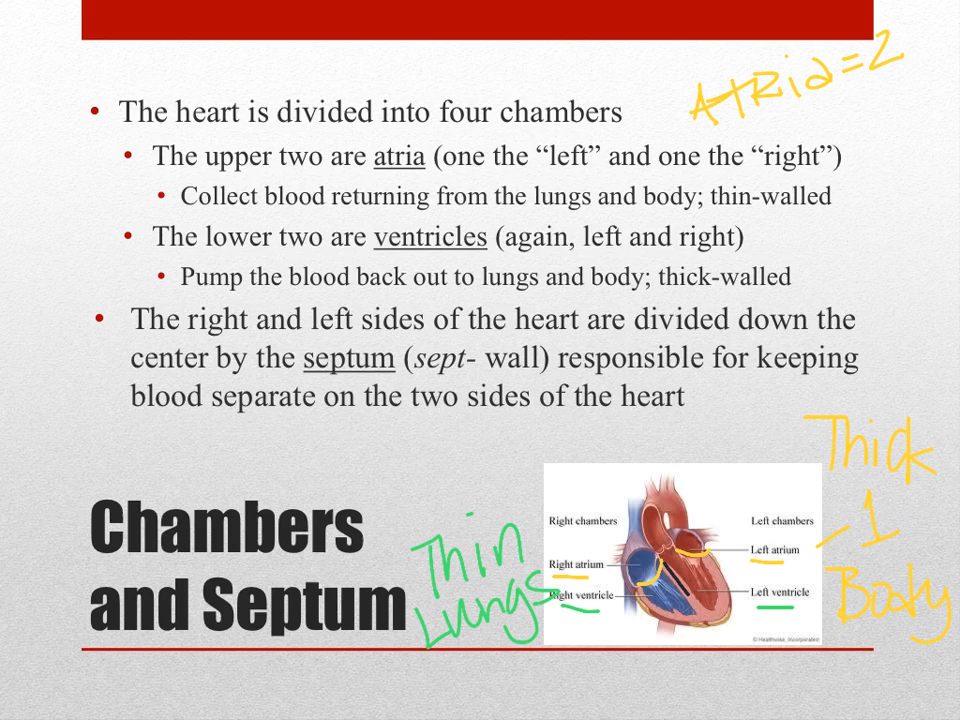 Atria=2
• The heart is divided into four chambers
• The upper two are atria (one the “left” and one the “right”)
• Collect blood returning from the lungs and body; thin-walled
• The lower two are ventricles (again, left and right)
• Pump the blood back out to lungs and body; thick-walled
• The right and left sides of the heart are divided down the
center by the septum (sept- wall) responsible for keeping
blood separate on the two sides of the heart
Chambers
and Septum
Thin
Lungs
Right chambers
Left chambers
Right atrium
Left atrium
Right ventricle
Left ventricle
© Healthwise, Incorporated
Thick
- 1
Body